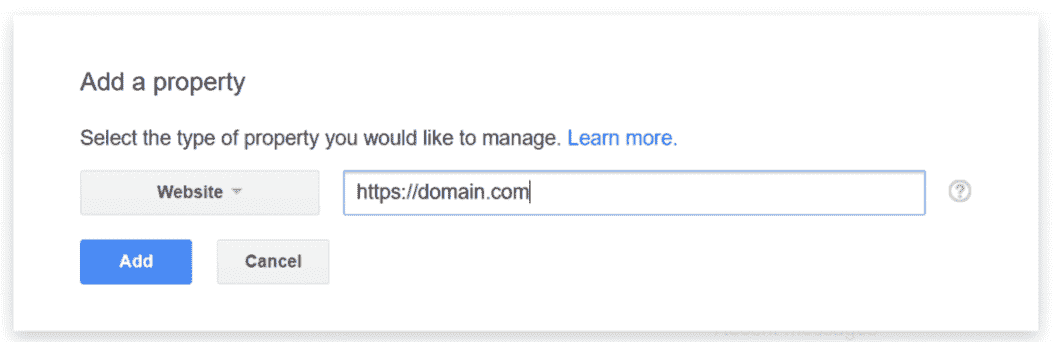 Add a property
Select the type of property you would like to manage. Learn more.
Website https://domain.com ?
Add Cancel